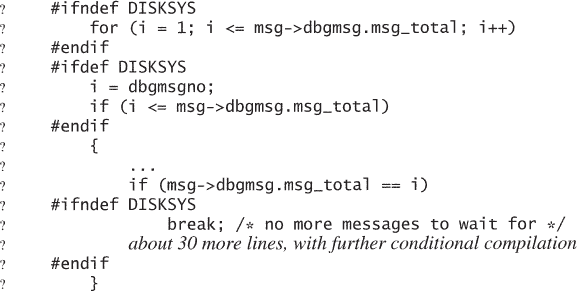 ? #ifndef DISKSYS
? for (i = 1; i <= msg->dbgmsg.msg_total; i++)
? #endif
? #ifdef DISKSYS
? i = dbgmsgno;
? if (i <= msg->dbgmsg.msg_total)
? #endif
? {
? ...
? if (msg->dbgmsg.msg_total == i)
? #ifndef DISKSYS
? break; /* no more messages to wait for */
? about 30 more lines, with further conditional compilation
? #endif
? }